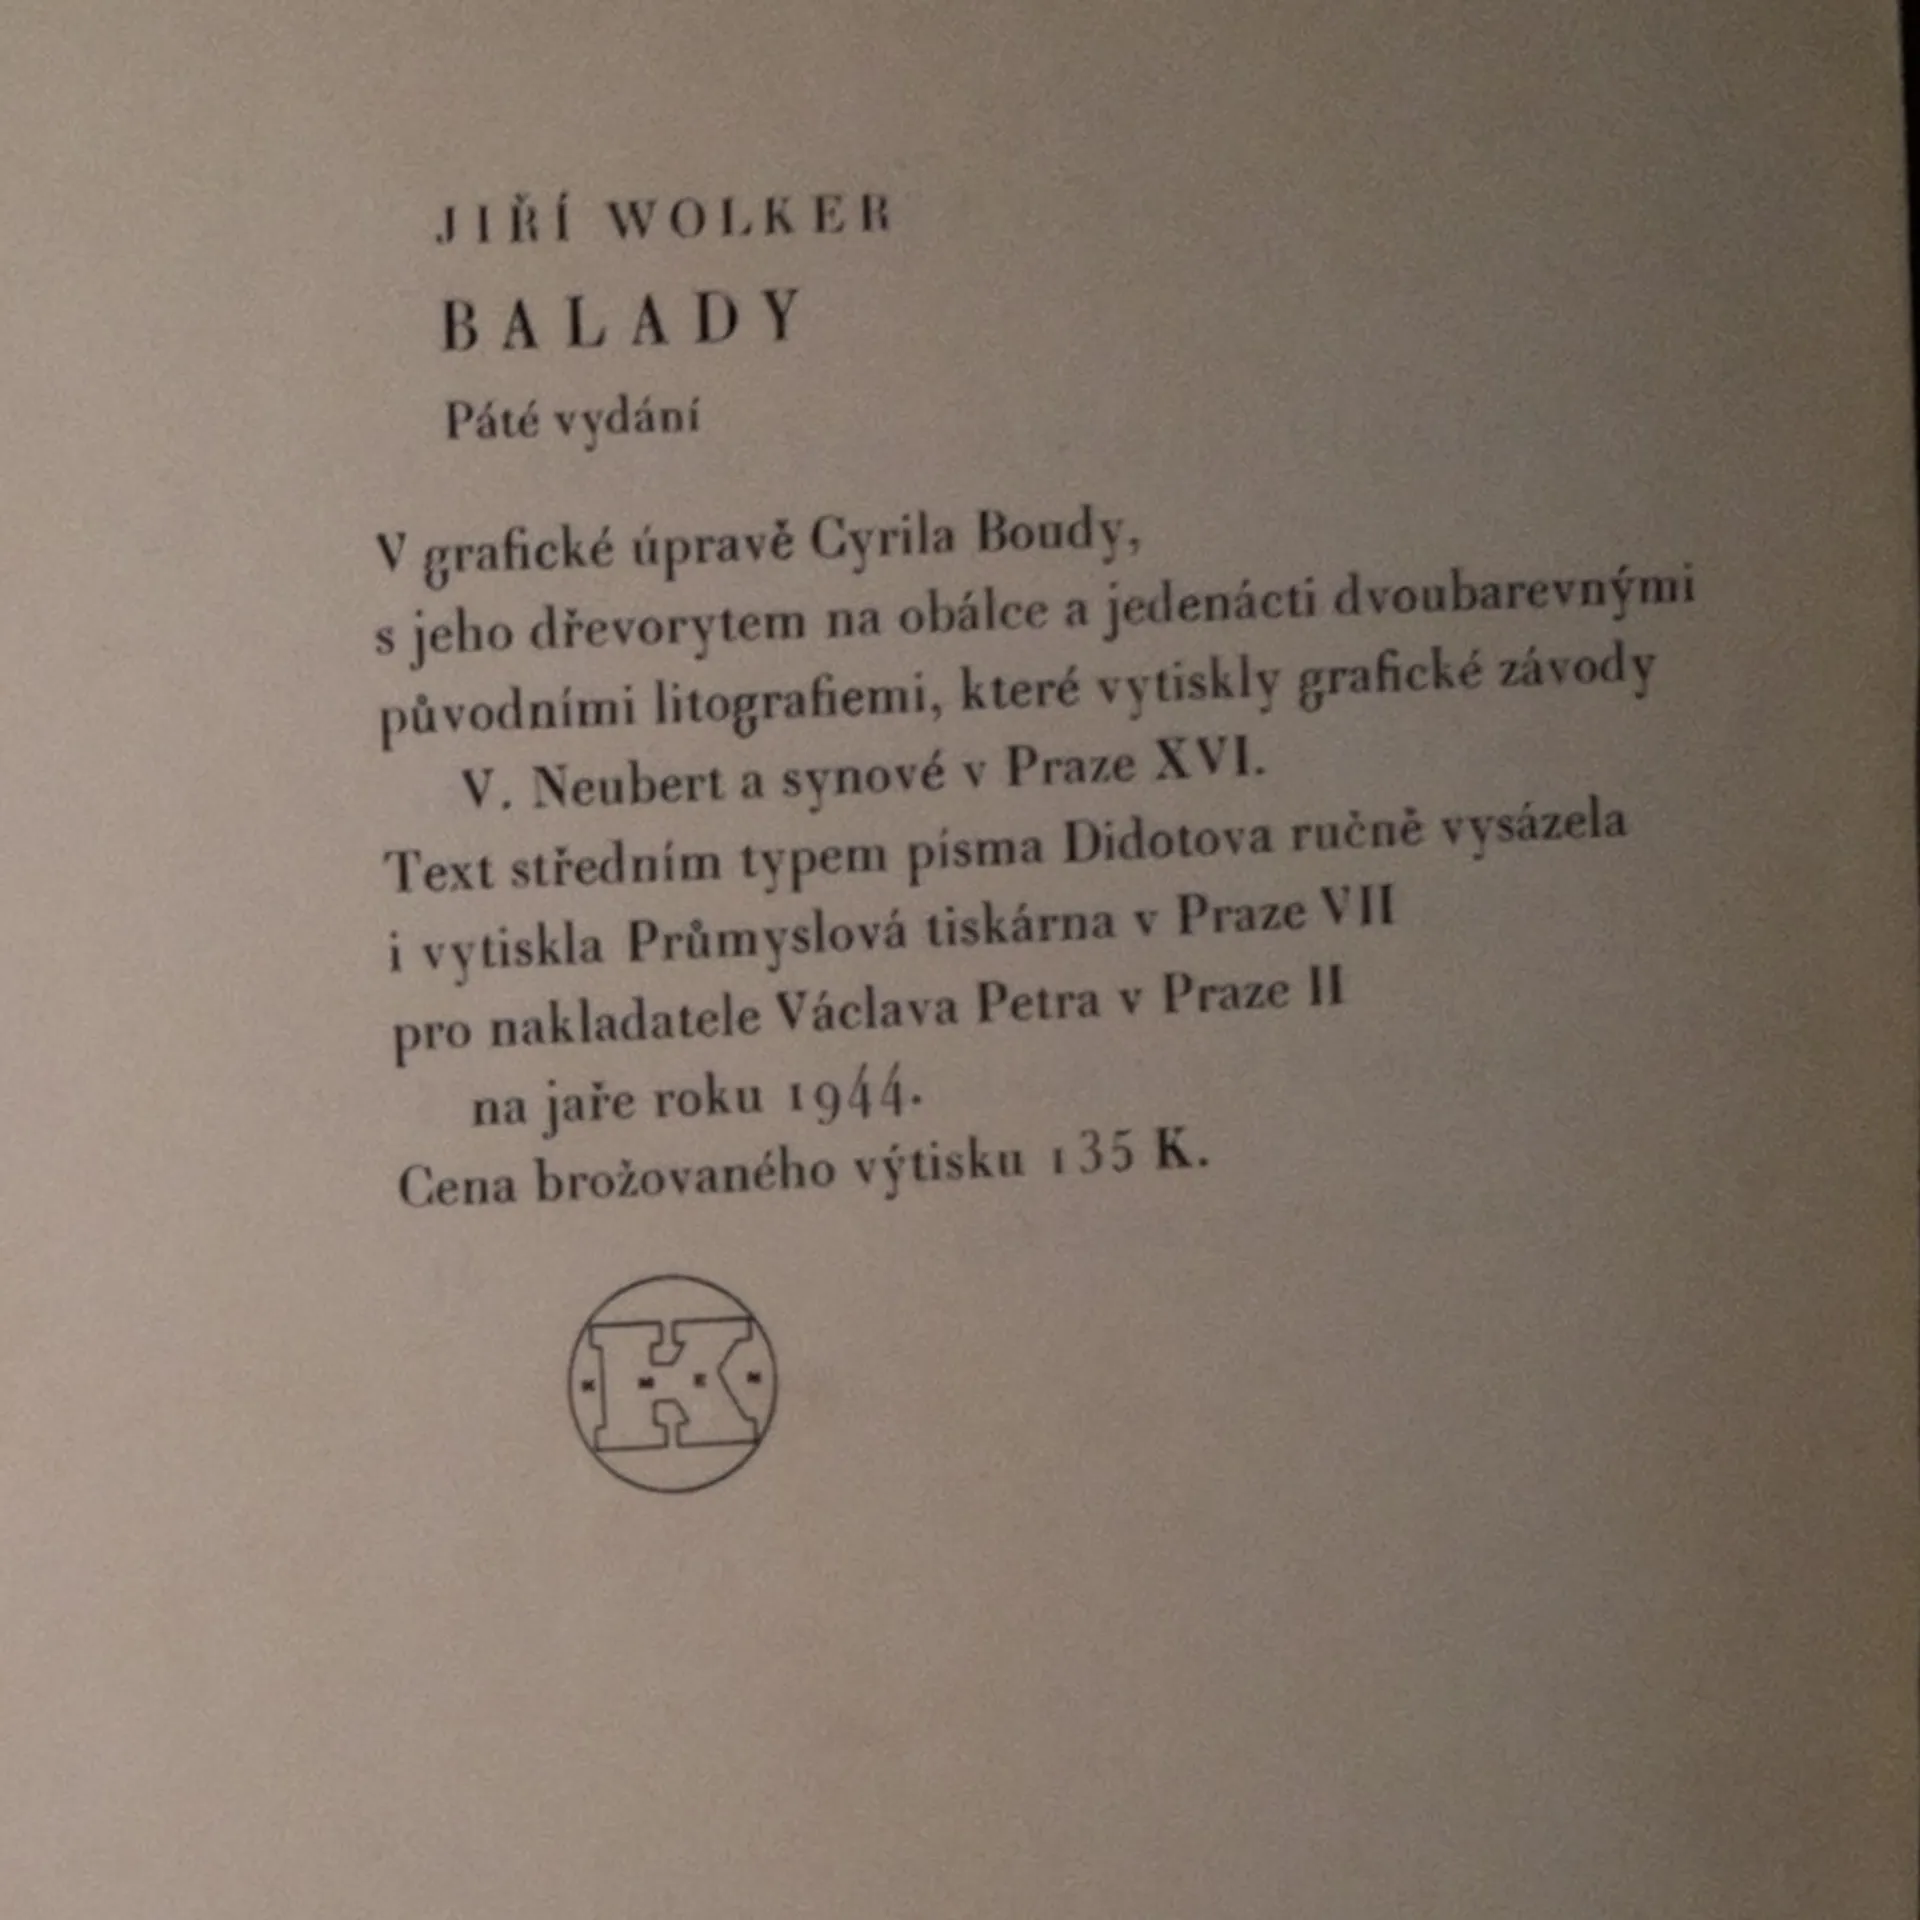 JIŘÍ WOLKER
BALADY
Páté vydání
V grafické úpravě Cyrila Boudy,
s jeho dřevorytem na obálce a jedenácti dvoubarevnými
původními litografiemi, které vytiskly grafické závody
V. Neubert a synové v Praze XVI.
Text středním typem písma Didotova ručně vysázela
i vytiskla Průmyslová tiskárna v Praze VII
pro nakladatele Václava Petra v Praze II
na jaře roku 1944.
Cena brožovaného výtisku 135 K.
K M E N